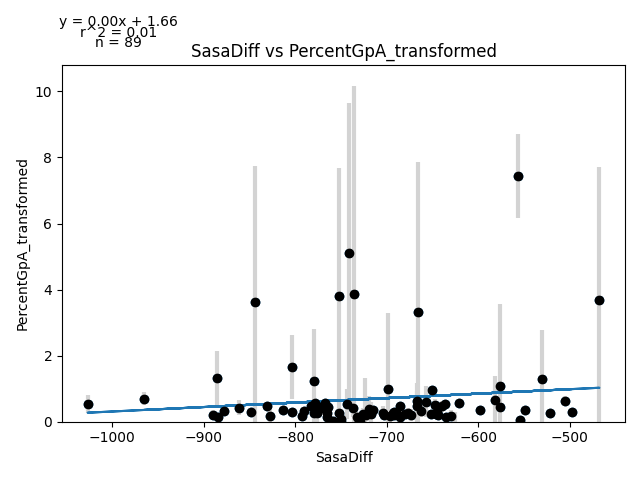 y = 0.00x + 1.66
r^2 = 0.01
n = 89
SasaDiff vs PercentGpA_transformed
PercentGpA_transformed
10
8
6
4
2
0
−1000 −900 −800 −700 −600 −500
SasaDiff